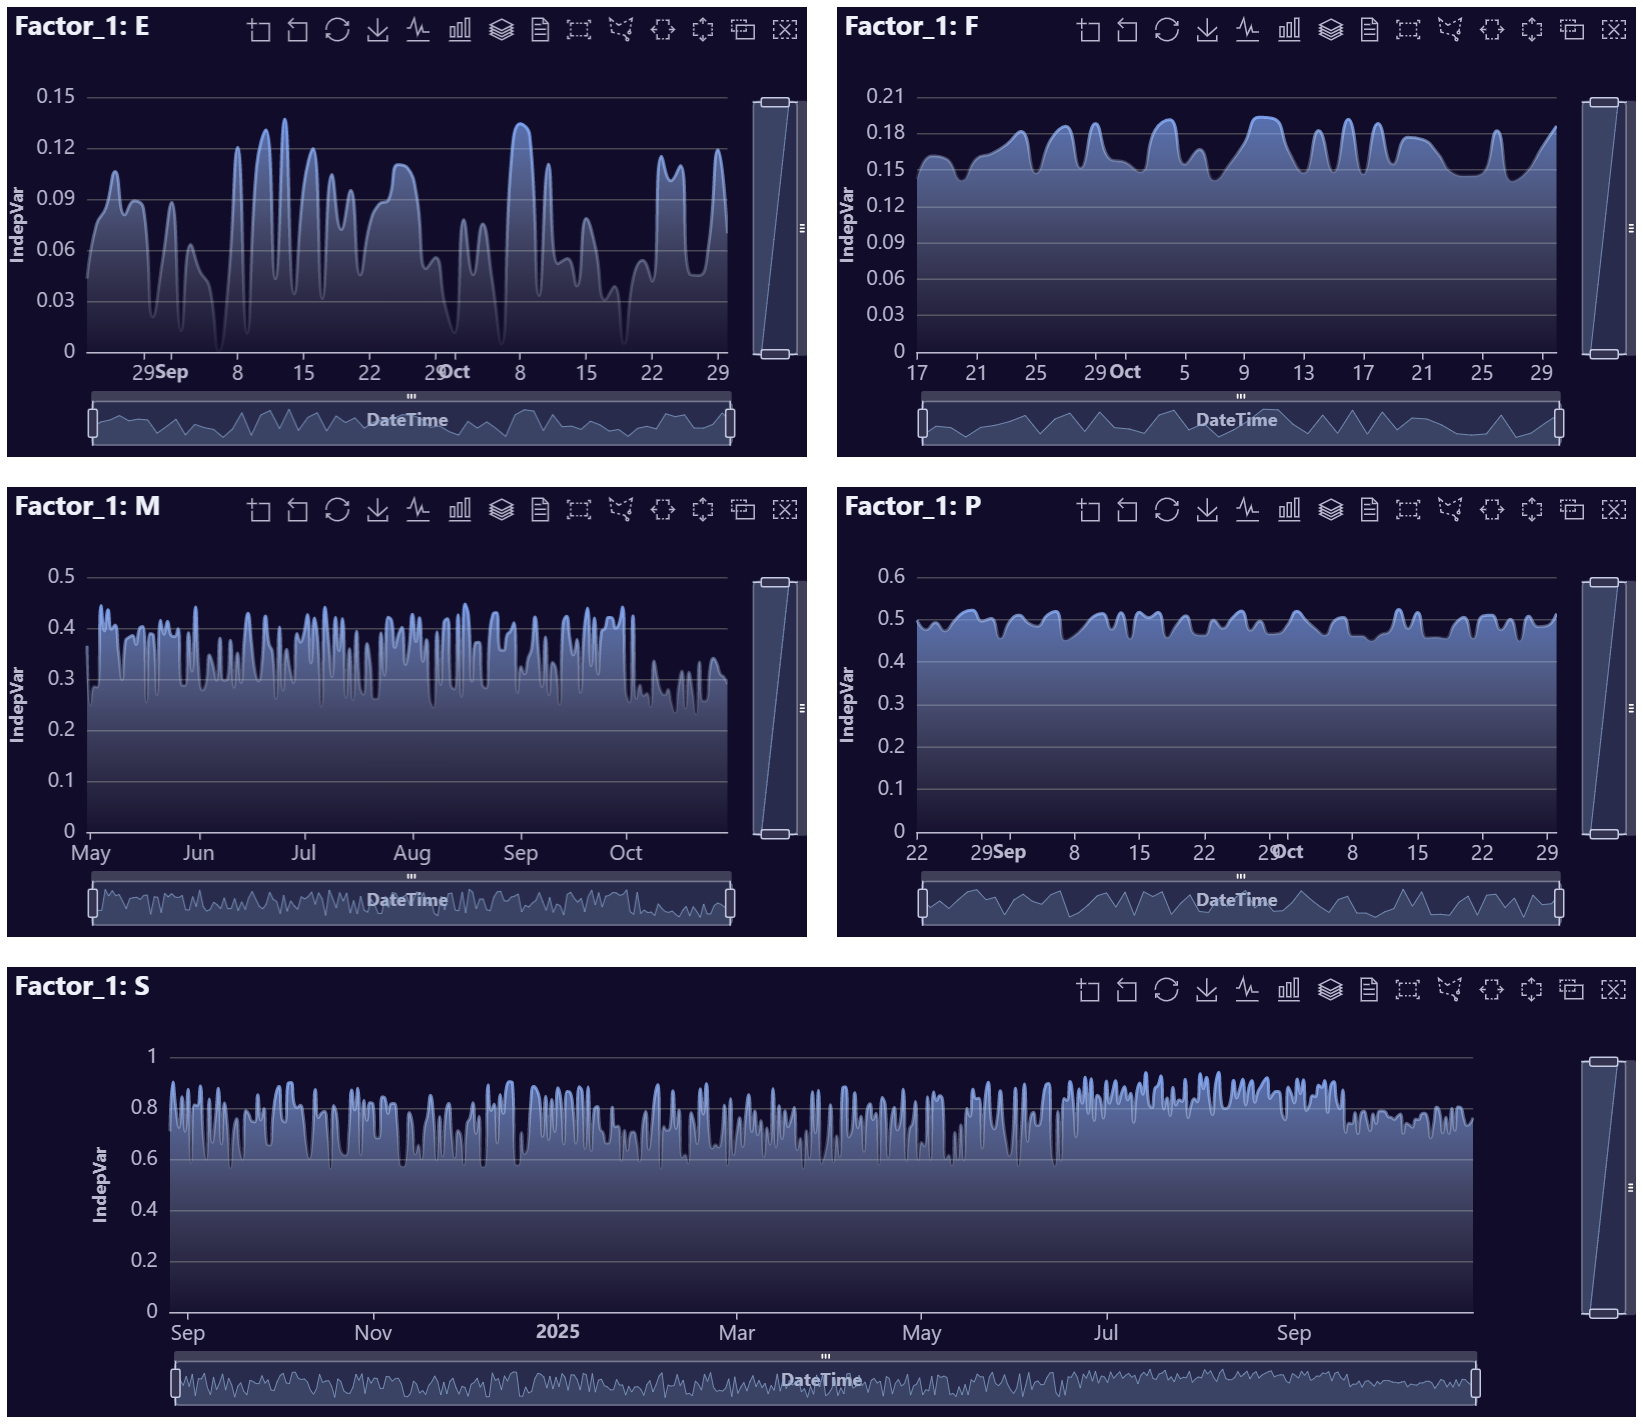 Factor_1: E
IndepVar
0.15
0.12
0.09
0.06
0.03
0
29 Sep 8 15 22 29 Oct 8 15 22 29
DateTime
Factor_1: F
IndepVar
0.21
0.18
0.15
0.12
0.09
0.06
0.03
0
17 21 25 29 Oct 5 9 13 17 21 25 29
DateTime
Factor_1: M
IndepVar
0.5
0.4
0.3
0.2
0.1
0
May Jun Jul Aug Sep Oct
DateTime
Factor_1: P
IndepVar
0.6
0.5
0.4
0.3
0.2
0.1
0
22 29 Sep 8 15 22 29 Oct 8 15 22 29
DateTime
Factor_1: S
IndepVar
1
0.8
0.6
0.4
0.2
0
Sep Nov 2025 Mar May Jul Sep
DateTime